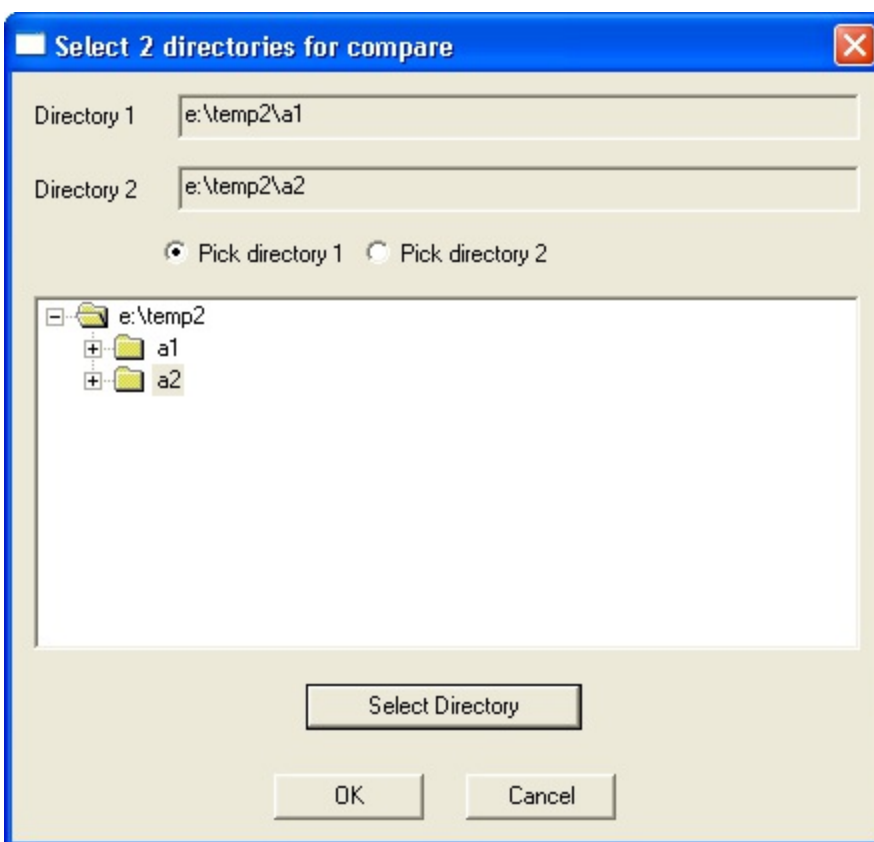 Select 2 directories for compare
Directory 1 e:\temp2\a1
Directory 2 e:\temp2\a2
Pick directory 1 Pick directory 2
e:\temp2
a1
a2
Select Directory
OK Cancel